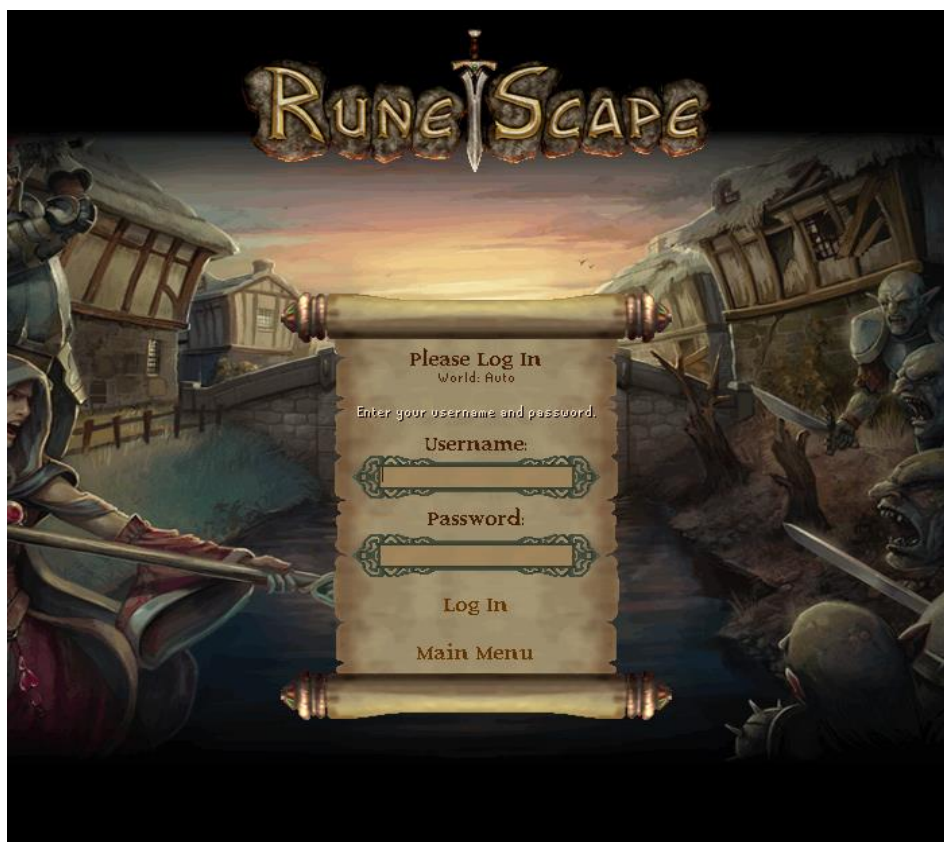 RUNESCAPE
Please Log In
World: Auto
Enter your username and password.
Username:
Password:
Log In
Main Menu